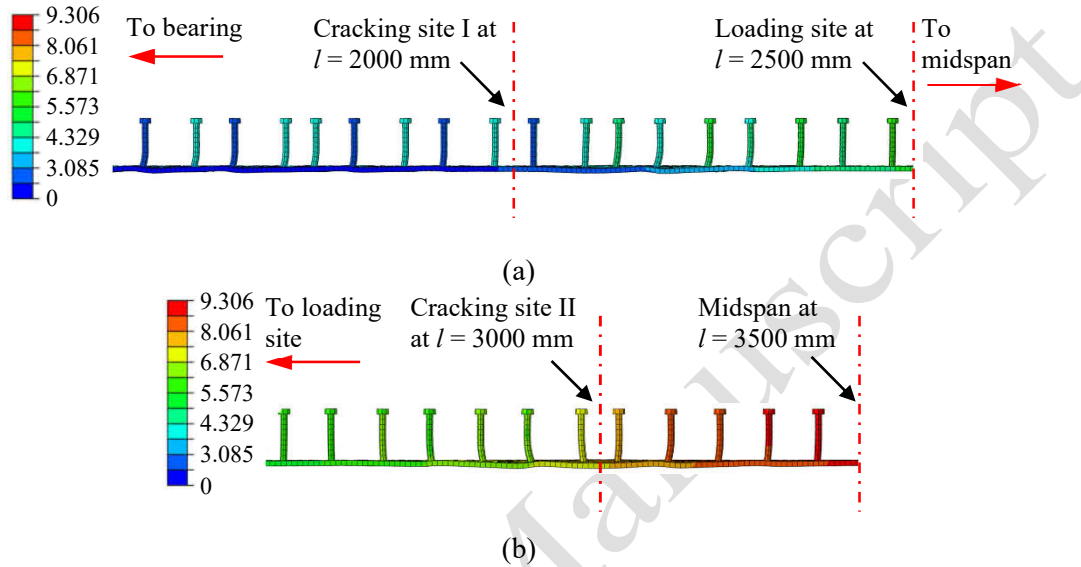 9.306
8.061
6.871
5.573
4.329
3.085
0
To bearing
Cracking site I at
l = 2000 mm
Loading site at
l = 2500 mm
To
midspan
(a)
9.306
8.061
6.871
5.573
4.329
3.085
0
To loading
site
Cracking site II
at l = 3000 mm
Midspan at
l = 3500 mm
(b)
Manuscript